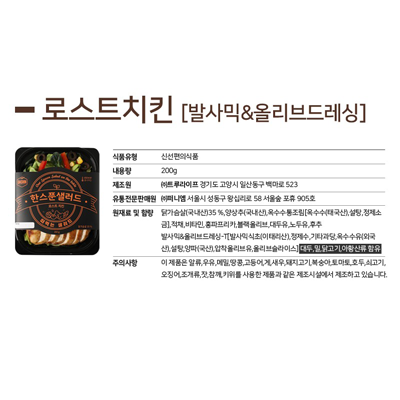 로스트치킨 [발사믹&올리브드레싱]
한스푼샐러드
식품유형 신선편의식품
내용량 200g
제조원 ㈜트루라이프 경기도 고양시 일산동구 백마로 523
유통전문판매원 ㈜퍼니엠 서울시 성동구 왕십리로 58 서울숲 포휴 905호
원재료 및 함량 닭가슴살(국내산)35 %,양상추(국내산),옥수수통조림[옥수수(태국산),설탕,정제소
금],적채,비타민,홍파프리카,블랙올리브,대두유,노두유,후추
발사믹&올리브드레싱-T[발사믹식초(이태리산),정제수,기타과당,옥수수유(외국
산),설탕,양파(국산),압착올리브유,올리브슬라이스] 대두,밀,닭고기,아황산류 함유
주의사항 이 제품은 알류,우유,메밀,땅콩,고등어,게,새우,돼지고기,복숭아,토마토,호두,쇠고기,
오징어,조개류,잣,참깨,키위를 사용한 제품과 같은 제조시설에서 제조하고 있습니다.